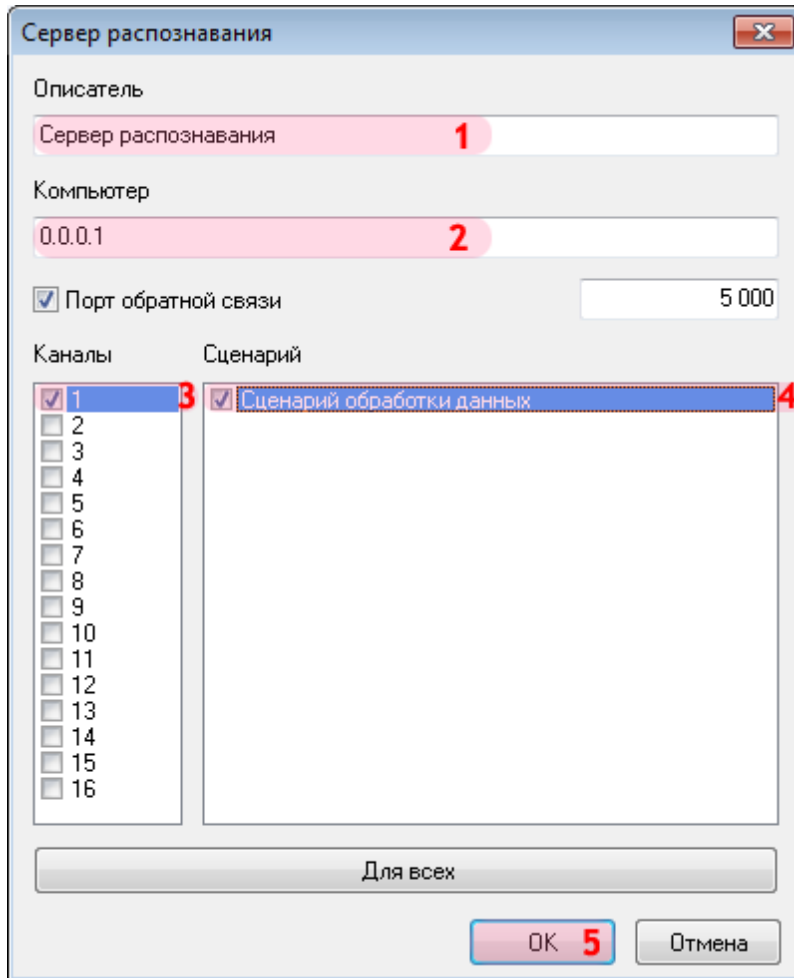 Сервер распознавания
Описатель
Сервер распознавания 1
Компьютер
0.0.0.1 2
Порт обратной связи 5 000
Каналы Сценарий
1 3 Сценарий обработки данных 4
2
3
4
5
6
7
8
9
10
11
12
13
14
15
16
Для всех
OK 5 Отмена